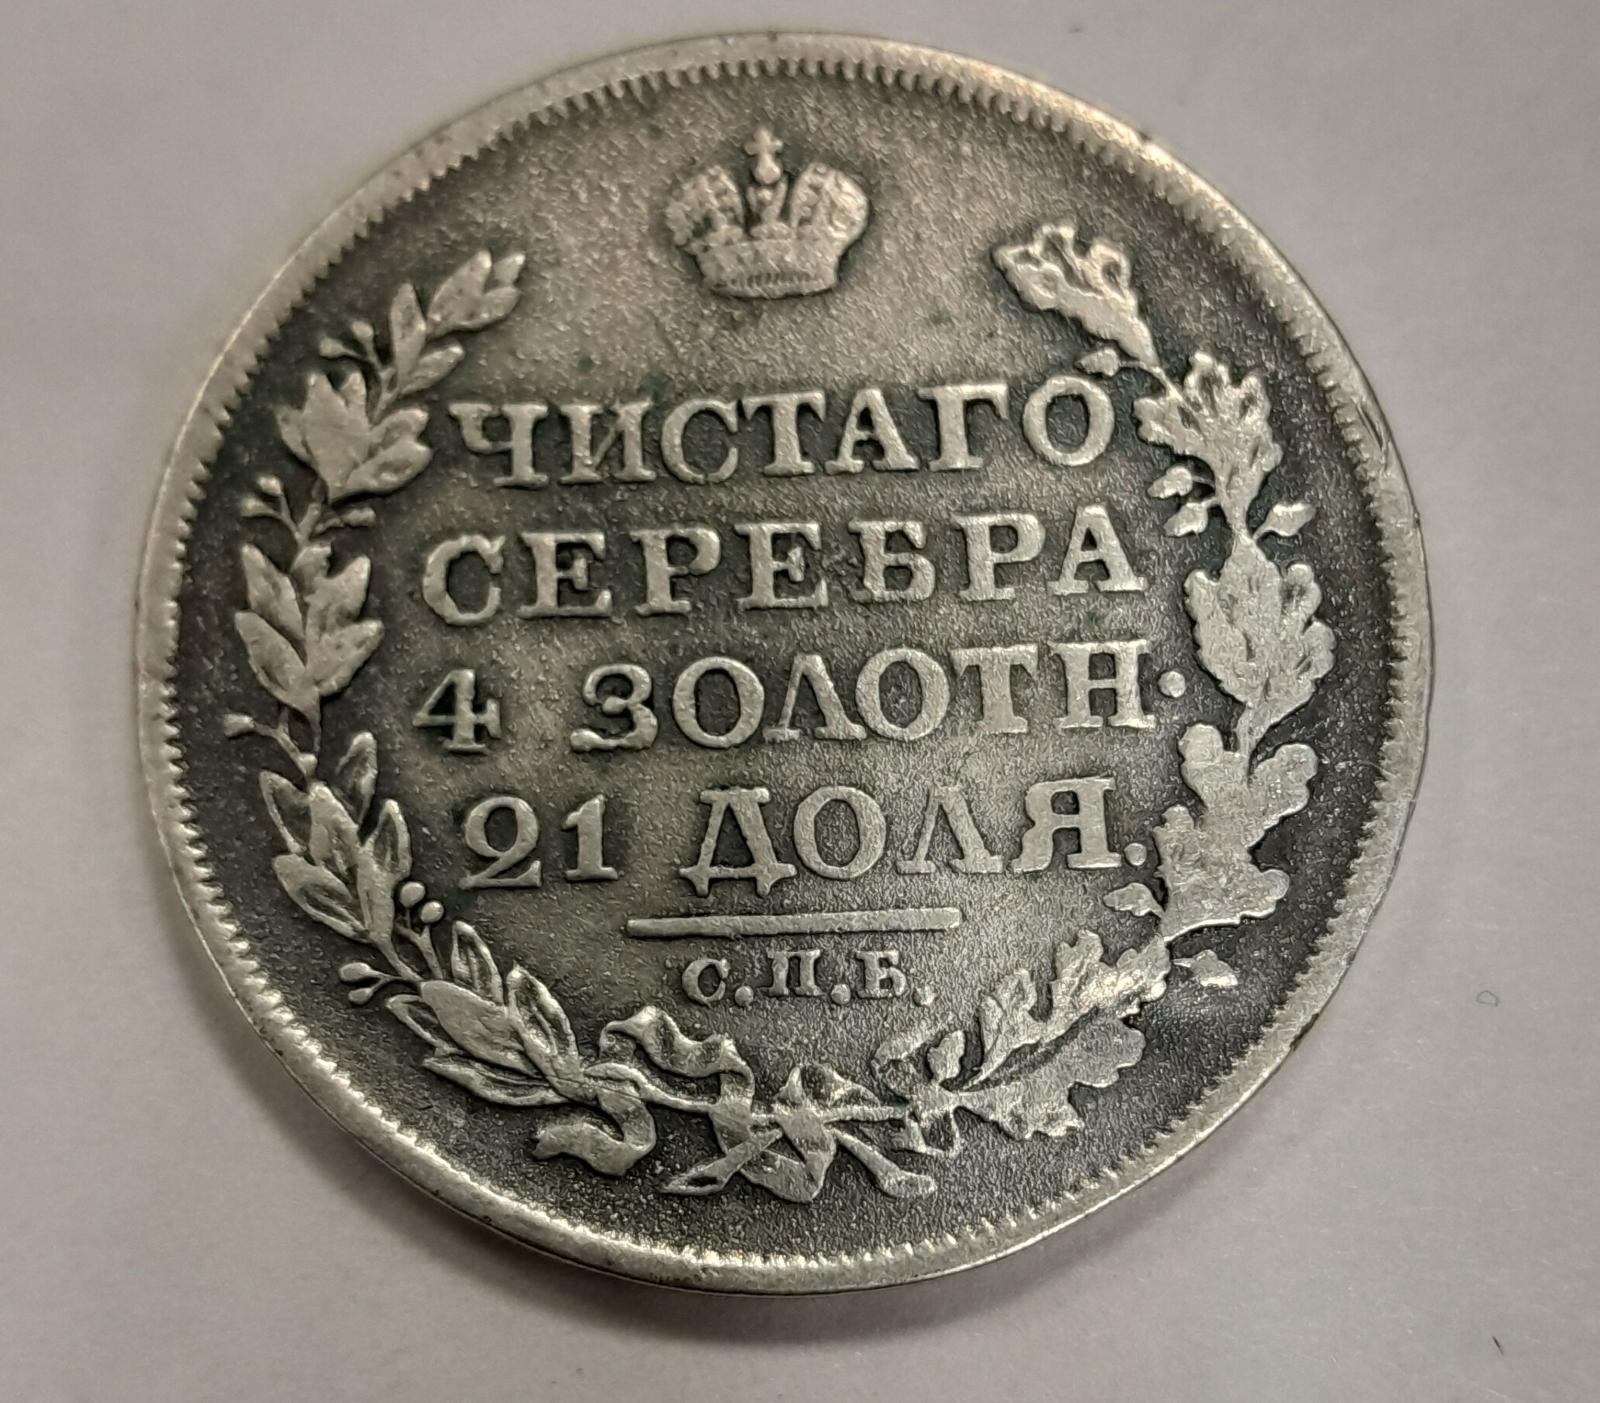 ЧИСТАГО
СЕРЕБРА
4 ЗОЛОТН.
21 ДОЛЯ.
С.П.Б.